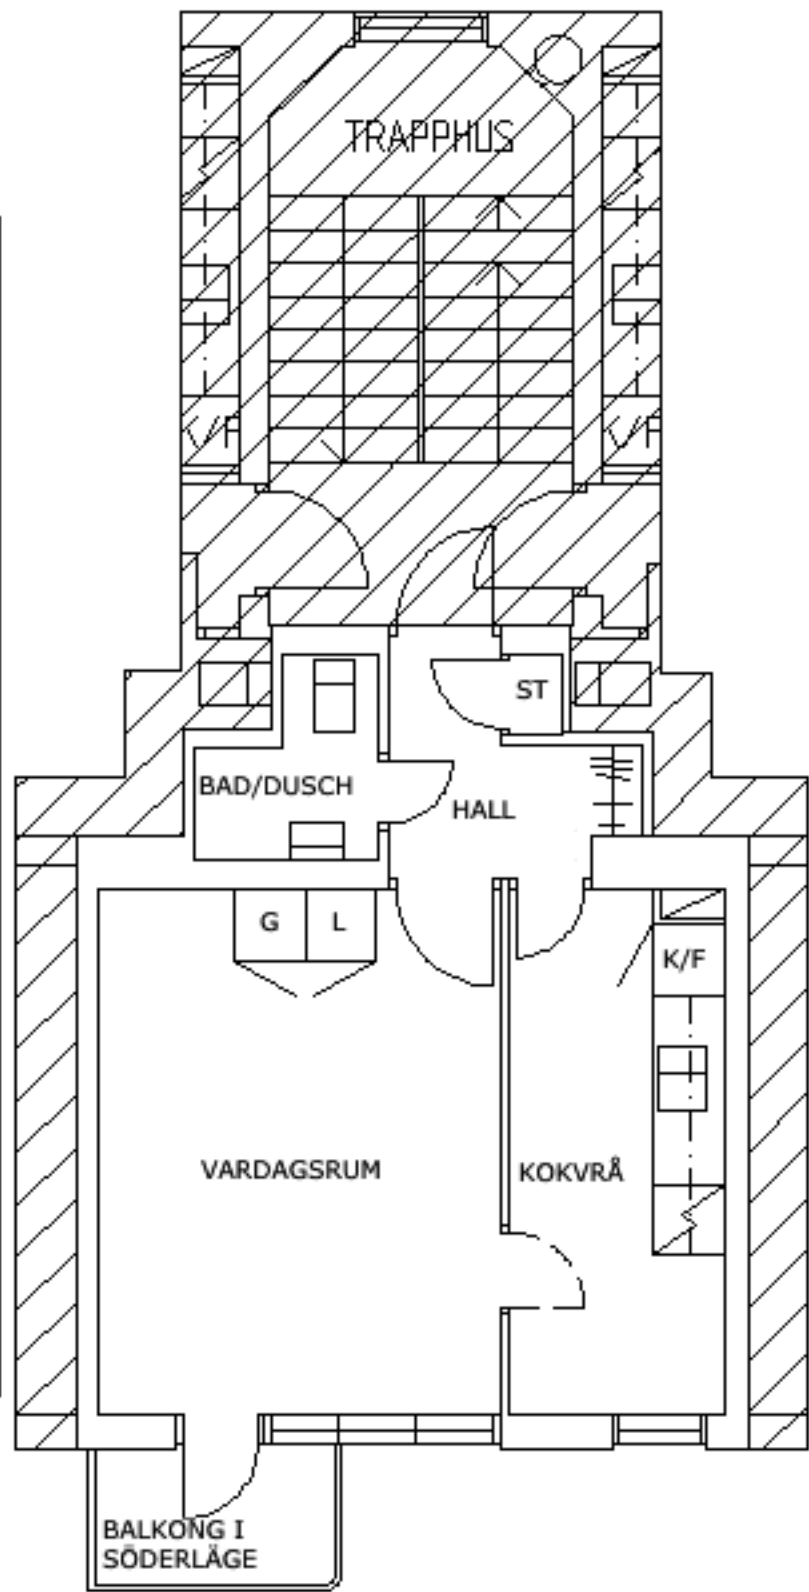 TRAPPHUS
ST
BAD/DUSCH
HALL
G
L
K/F
VARDAGSRUM
KOKVRÅ
BALKONG I
SÖDERLÄGE